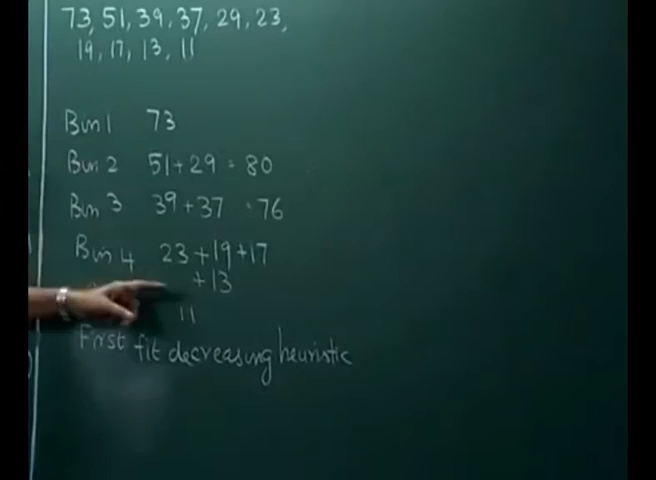 73, 51, 39, 37, 29, 23,
19, 17, 13, 11
Bin 1 73
Bin 2 51+29 = 80
Bin 3 39+37 = 76
Bin 4 23+19+17
+13
11
First fit decreasing heuristic